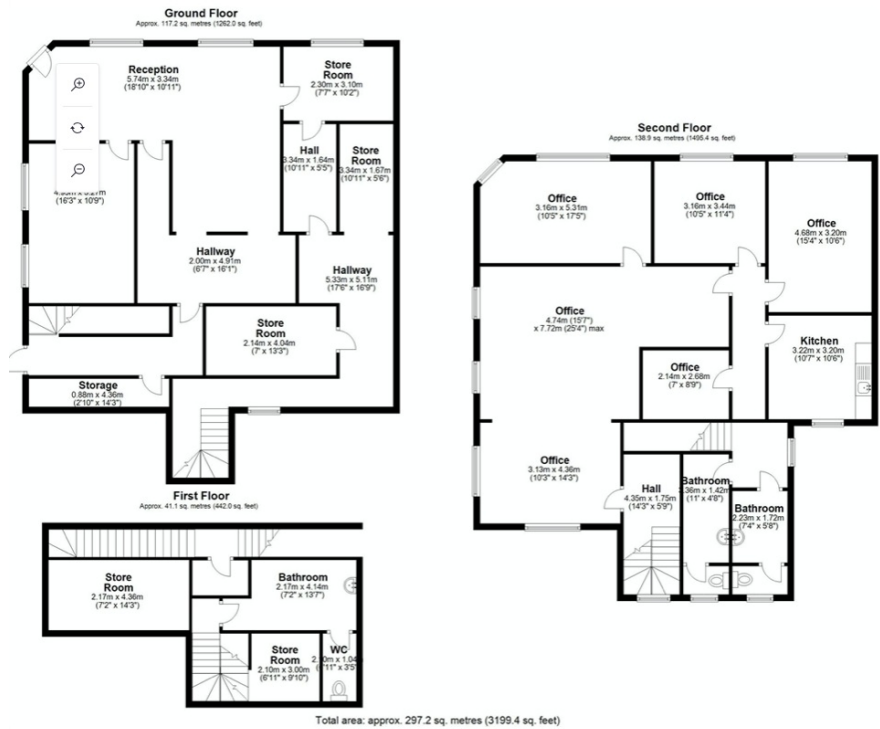 Ground Floor
Approx. 117.2 sq. metres (1262.0 sq. feet)
Reception
5.74m x 3.34m
(18'10" x 10'11")
Store
Room
2.30m x 3.10m
(7'7" x 10'2")
Hall
3.34m x 1.64m
(10'11" x 5'5")
Store
Room
3.34m x 1.67m
(10'11" x 5'6")
(16'3" x 10'9")
Hallway
2.00m x 4.91m
(6'7" x 16'1")
Hallway
5.33m x 5.11m
(17'6" x 16'9")
Store
Room
2.14m x 4.04m
(7' x 13'3")
Storage
0.88m x 4.36m
(2'10" x 14'3")
First Floor
Approx. 41.1 sq. metres (442.0 sq. feet)
Store
Room
2.17m x 4.36m
(7'2" x 14'3")
Bathroom
2.17m x 4.14m
(7'2" x 13'7")
Store
Room
2.10m x 3.00m
(6'11" x 9'10")
WC
Second Floor
Approx. 138.9 sq. metres (1495.4 sq. feet)
Office
3.16m x 5.31m
(10'5" x 17'5")
Office
3.16m x 3.44m
(10'5" x 11'4")
Office
4.68m x 3.20m
(15'4" x 10'6")
Office
4.74m (15'7")
x 7.72m (25'4") max
Office
2.14m x 2.68m
(7' x 8'9")
Kitchen
3.22m x 3.20m
(10'7" x 10'6")
Office
3.13m x 4.36m
(10'3" x 14'3")
Hall
4.35m x 1.75m
(14'3" x 5'9")
Bathroom
x 1.42m
(11' x 4'8")
Bathroom
2.23m x 1.72m
(7'4" x 5'8")
Total area: approx. 297.2 sq. metres (3199.4 sq. feet)